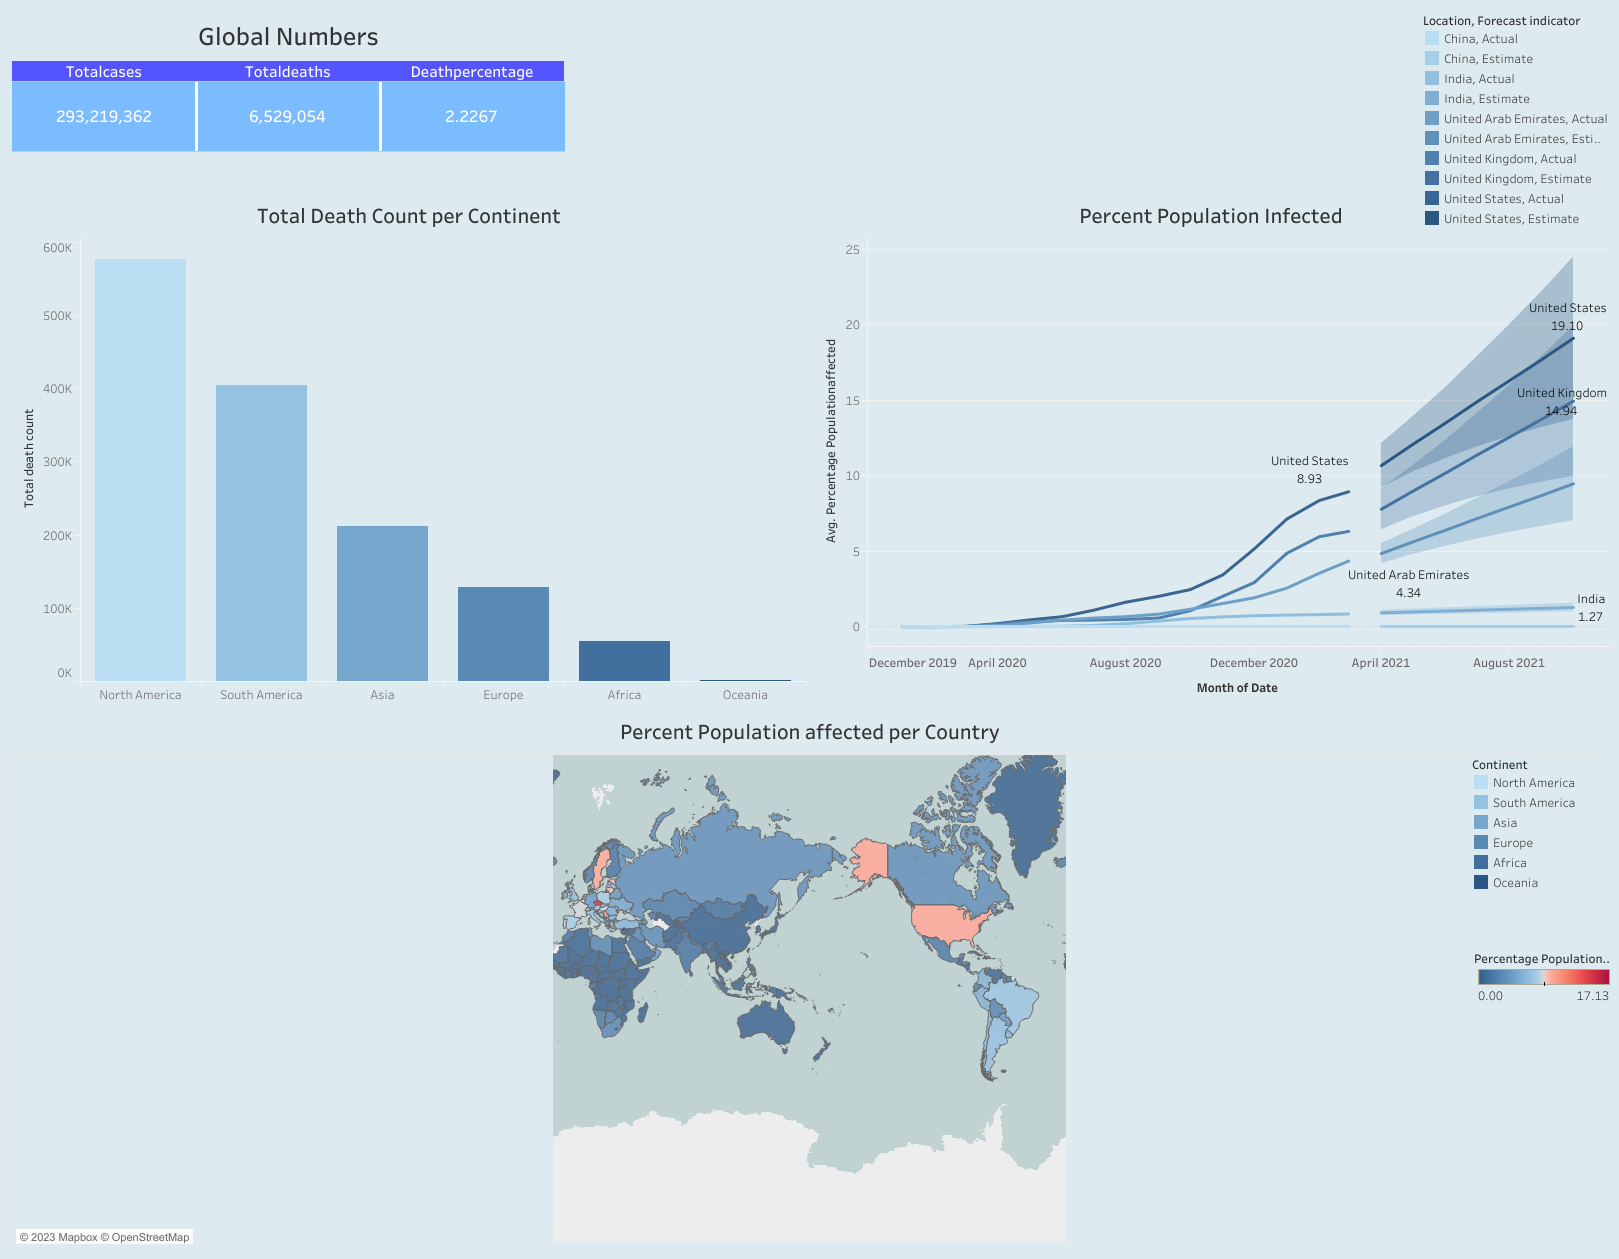 Global Numbers
Totalcases Totaldeaths Deathpercentage
293,219,362 6,529,054 2.2267
Location, Forecast indicator
China, Actual
China, Estimate
India, Actual
India, Estimate
United Arab Emirates, Actual
United Arab Emirates, Esti..
United Kingdom, Actual
United Kingdom, Estimate
United States, Actual
United States, Estimate
Total Death Count per Continent
Total death count
600K
500K
400K
300K
200K
100K
0K
North America South America Asia Europe Africa Oceania
Percent Population Infected
Avg. Percentage Populationaffected
25
20
15
10
5
0
United States
19.10
United Kingdom
14.94
United States
8.93
United Arab Emirates
4.34
India
1.27
December 2019 April 2020 August 2020 December 2020 April 2021 August 2021
Month of Date
Percent Population affected per Country
Continent
North America
South America
Asia
Europe
Africa
Oceania
Percentage Population..
0.00 17.13
© 2023 Mapbox © OpenStreetMap